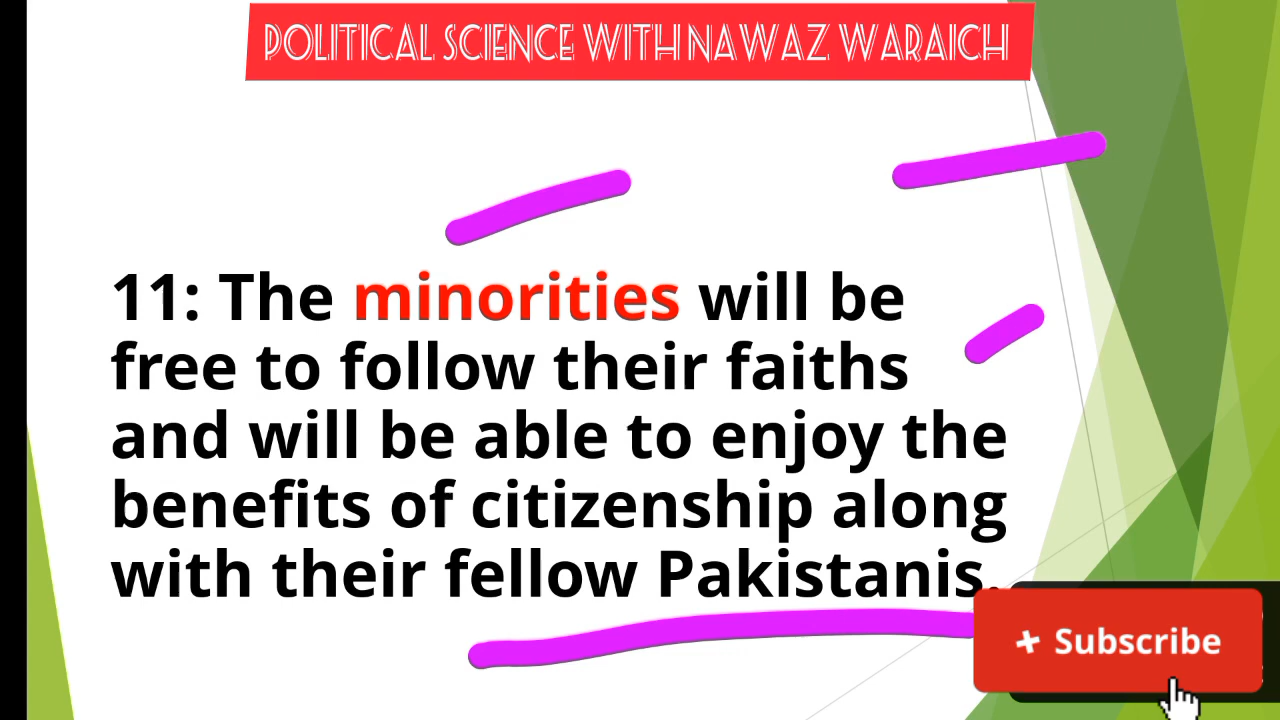 POLITICAL SCIENCE WITH NAWAZ WARAICH
11: The minorities will be
free to follow their faiths
and will be able to enjoy the
benefits of citizenship along
with their fellow Pakistanis.
+ Subscribe